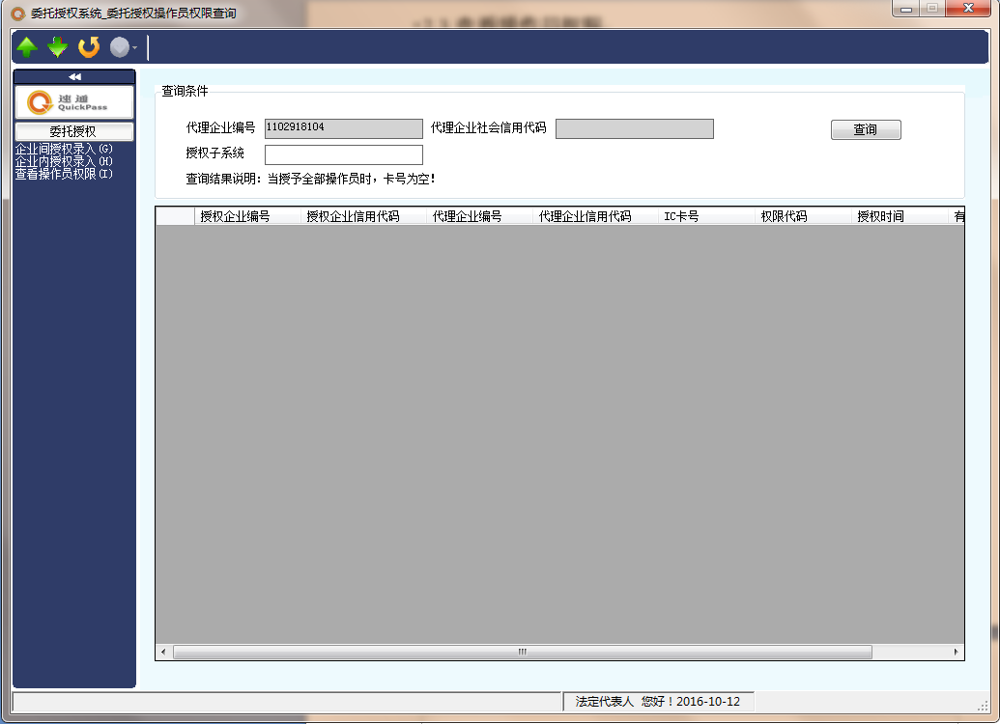 委托授权系统_委托授权操作员权限查询
速通
QuickPass
委托授权
企业间授权录入(G)
企业内授权录入(H)
查看操作员权限(I)
查询条件
代理企业编号 1102918104 代理企业社会信用代码 查询
授权子系统
查询结果说明：当授予全部操作员时，卡号为空！
授权企业编号 授权企业信用代码 代理企业编号 代理企业信用代码 IC卡号 权限代码 授权时间 有
法定代表人 您好！2016-10-12